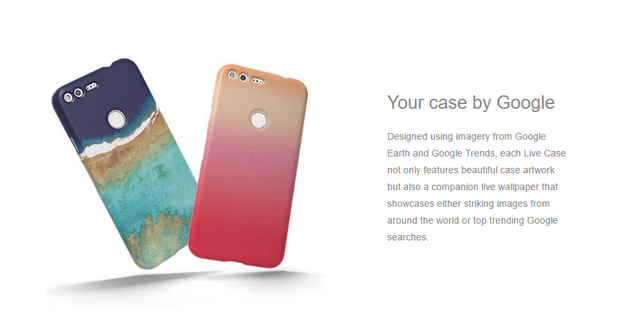 Your case by Google
Designed using imagery from Google
Earth and Google Trends, each Live Case
not only features beautiful case artwork
but also a companion live wallpaper that
showcases either striking images from
around the world or top trending Google
searches.